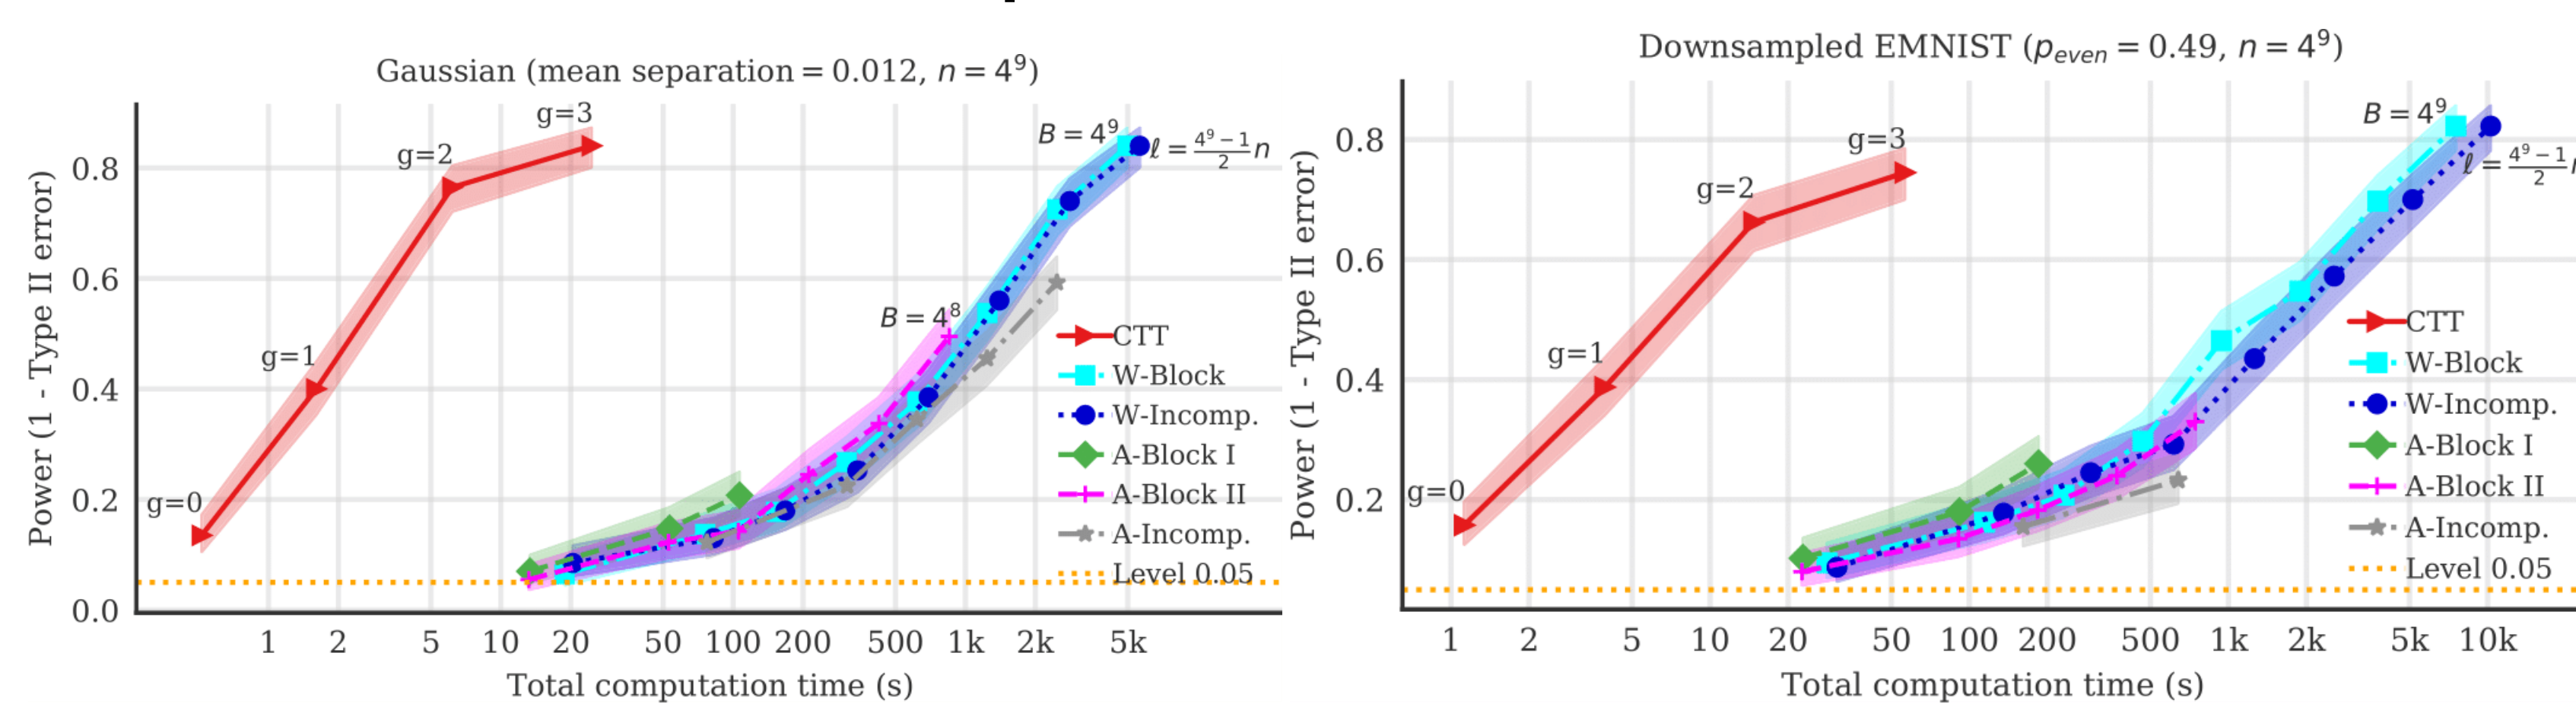 Gaussian (mean separation = 0.012, n = 4⁹)
Power (1 - Type II error)
0.8
0.6
0.4
0.2
0.0
g=0
g=1
g=2
g=3
B = 4⁸
B = 4⁹
ℓ = (4⁹−1)/2 n
CTT
W-Block
W-Incomp.
A-Block I
A-Block II
A-Incomp.
Level 0.05
1 2 5 10 20 50 100 200 500 1k 2k 5k
Total computation time (s)
Downsampled EMNIST (p_even = 0.49, n = 4⁹)
Power (1 - Type II error)
0.8
0.6
0.4
0.2
g=0
g=1
g=2
g=3
B = 4⁹
ℓ = (4⁹−1)/2
CTT
W-Block
W-Incomp.
A-Block I
A-Block II
A-Incomp.
Level 0.05
1 2 5 10 20 50 100 200 500 1k 2k 5k 10k
Total computation time (s)